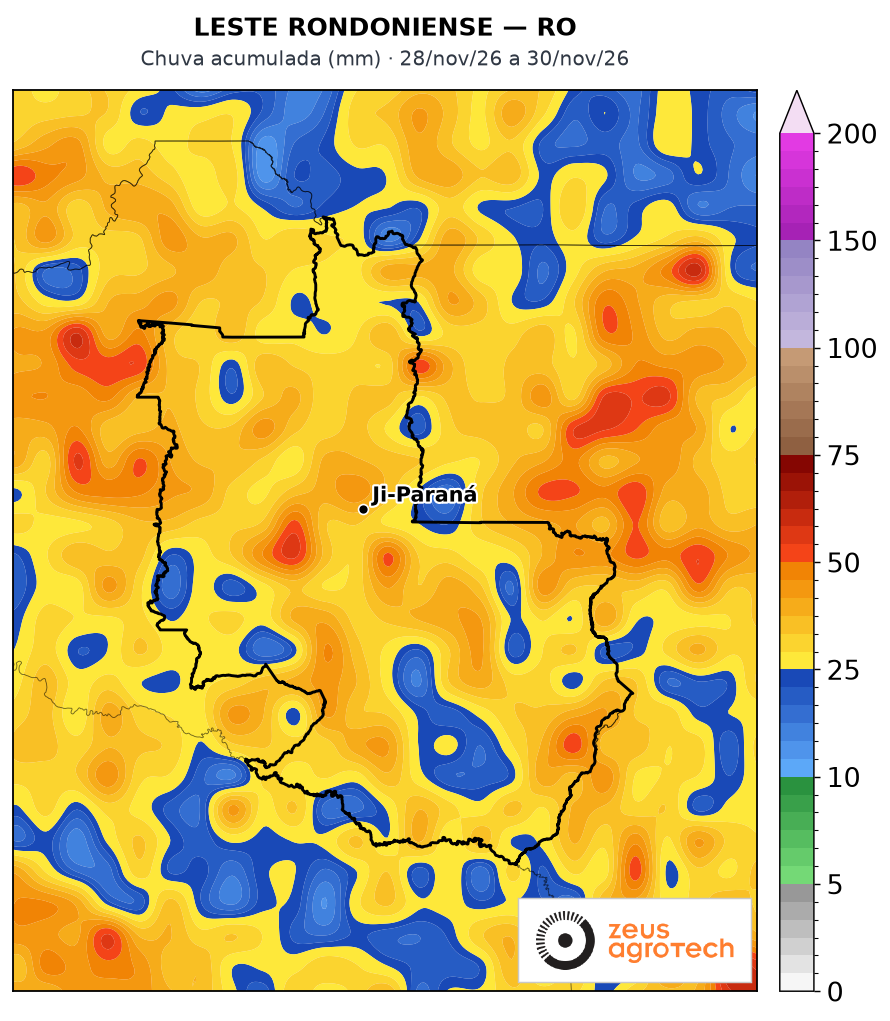 LESTE RONDONIENSE — RO
Chuva acumulada (mm) · 28/nov/26 a 30/nov/26
200
150
100
75
50
25
10
5
0
Ji-Paraná
zeus
agrotech